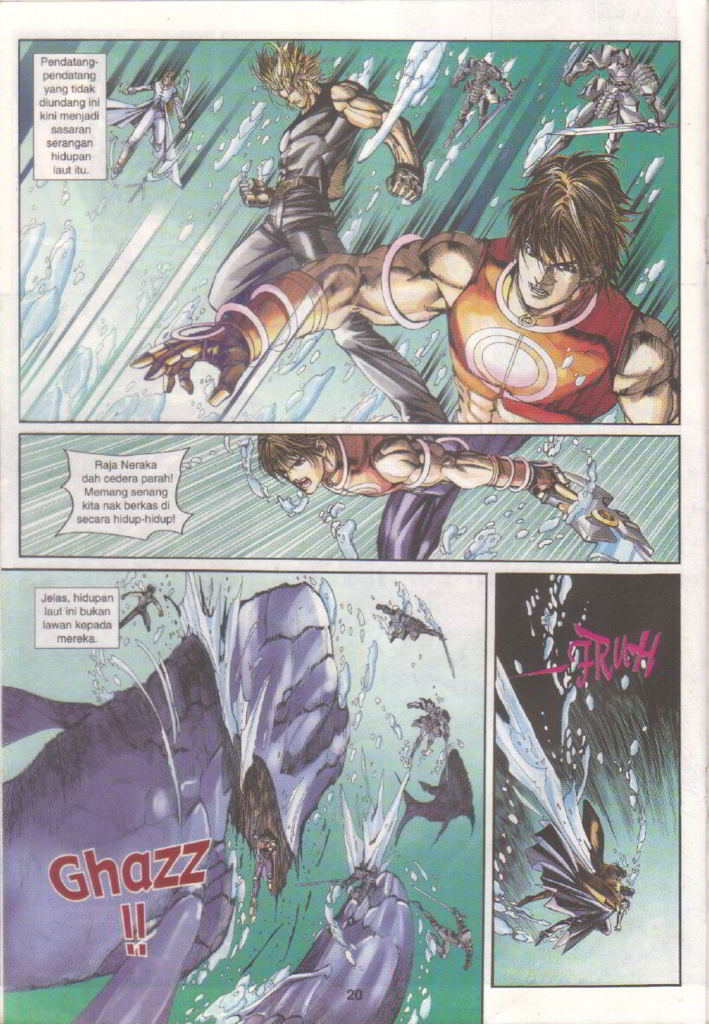 Pendatang-
pendatang
yang tidak
diundang ini
kini menjadi
sasaran
serangan
hidupan
laut itu.
Raja Neraka
dah cedera parah!
Memang senang
kita nak berkas di
secara hidup-hidup!
Jelas, hidupan
laut ini bukan
lawan kepada
mereka.
FRUH
Ghazz
!!
20